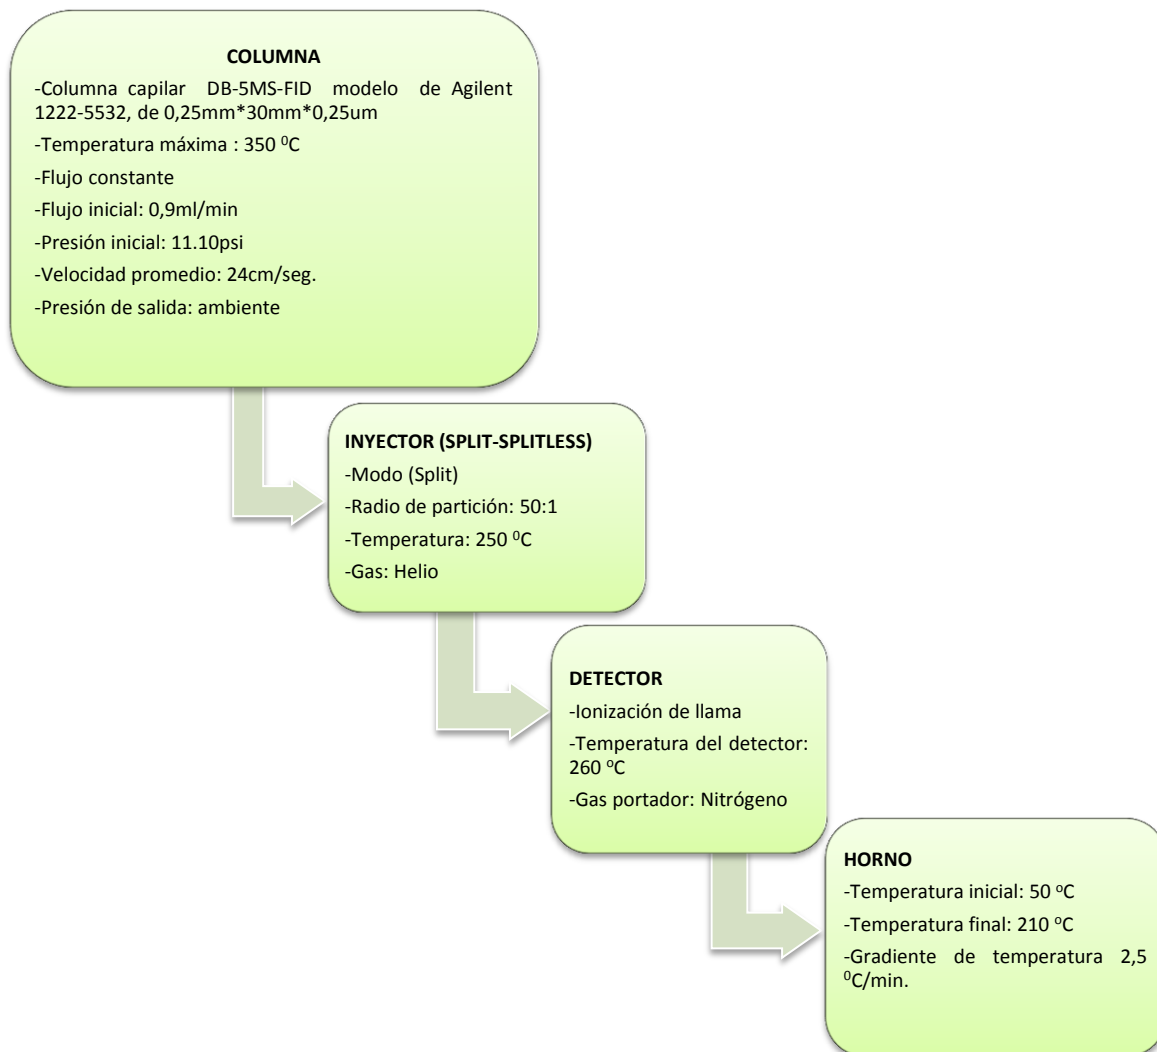 COLUMNA
-Columna capilar DB-5MS-FID modelo de Agilent
1222-5532, de 0,25mm*30mm*0,25um
-Temperatura máxima : 350 ⁰C
-Flujo constante
-Flujo inicial: 0,9ml/min
-Presión inicial: 11.10psi
-Velocidad promedio: 24cm/seg.
-Presión de salida: ambiente
INYECTOR (SPLIT-SPLITLESS)
-Modo (Split)
-Radio de partición: 50:1
-Temperatura: 250 ⁰C
-Gas: Helio
DETECTOR
-Ionización de llama
-Temperatura del detector:
260 ºC
-Gas portador: Nitrógeno
HORNO
-Temperatura inicial: 50 ºC
-Temperatura final: 210 ºC
-Gradiente de temperatura 2,5
⁰C/min.